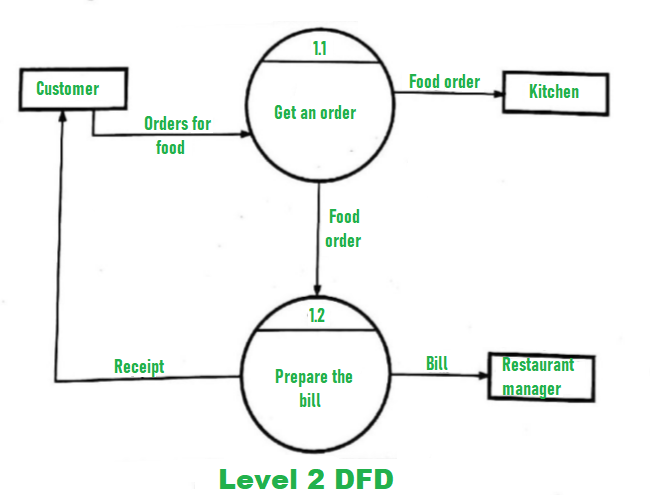 1.1
Customer
Food order
Kitchen
Get an order
Orders for
food
Food
order
1.2
Receipt
Prepare the
bill
Bill
Restaurant
manager
Level 2 DFD